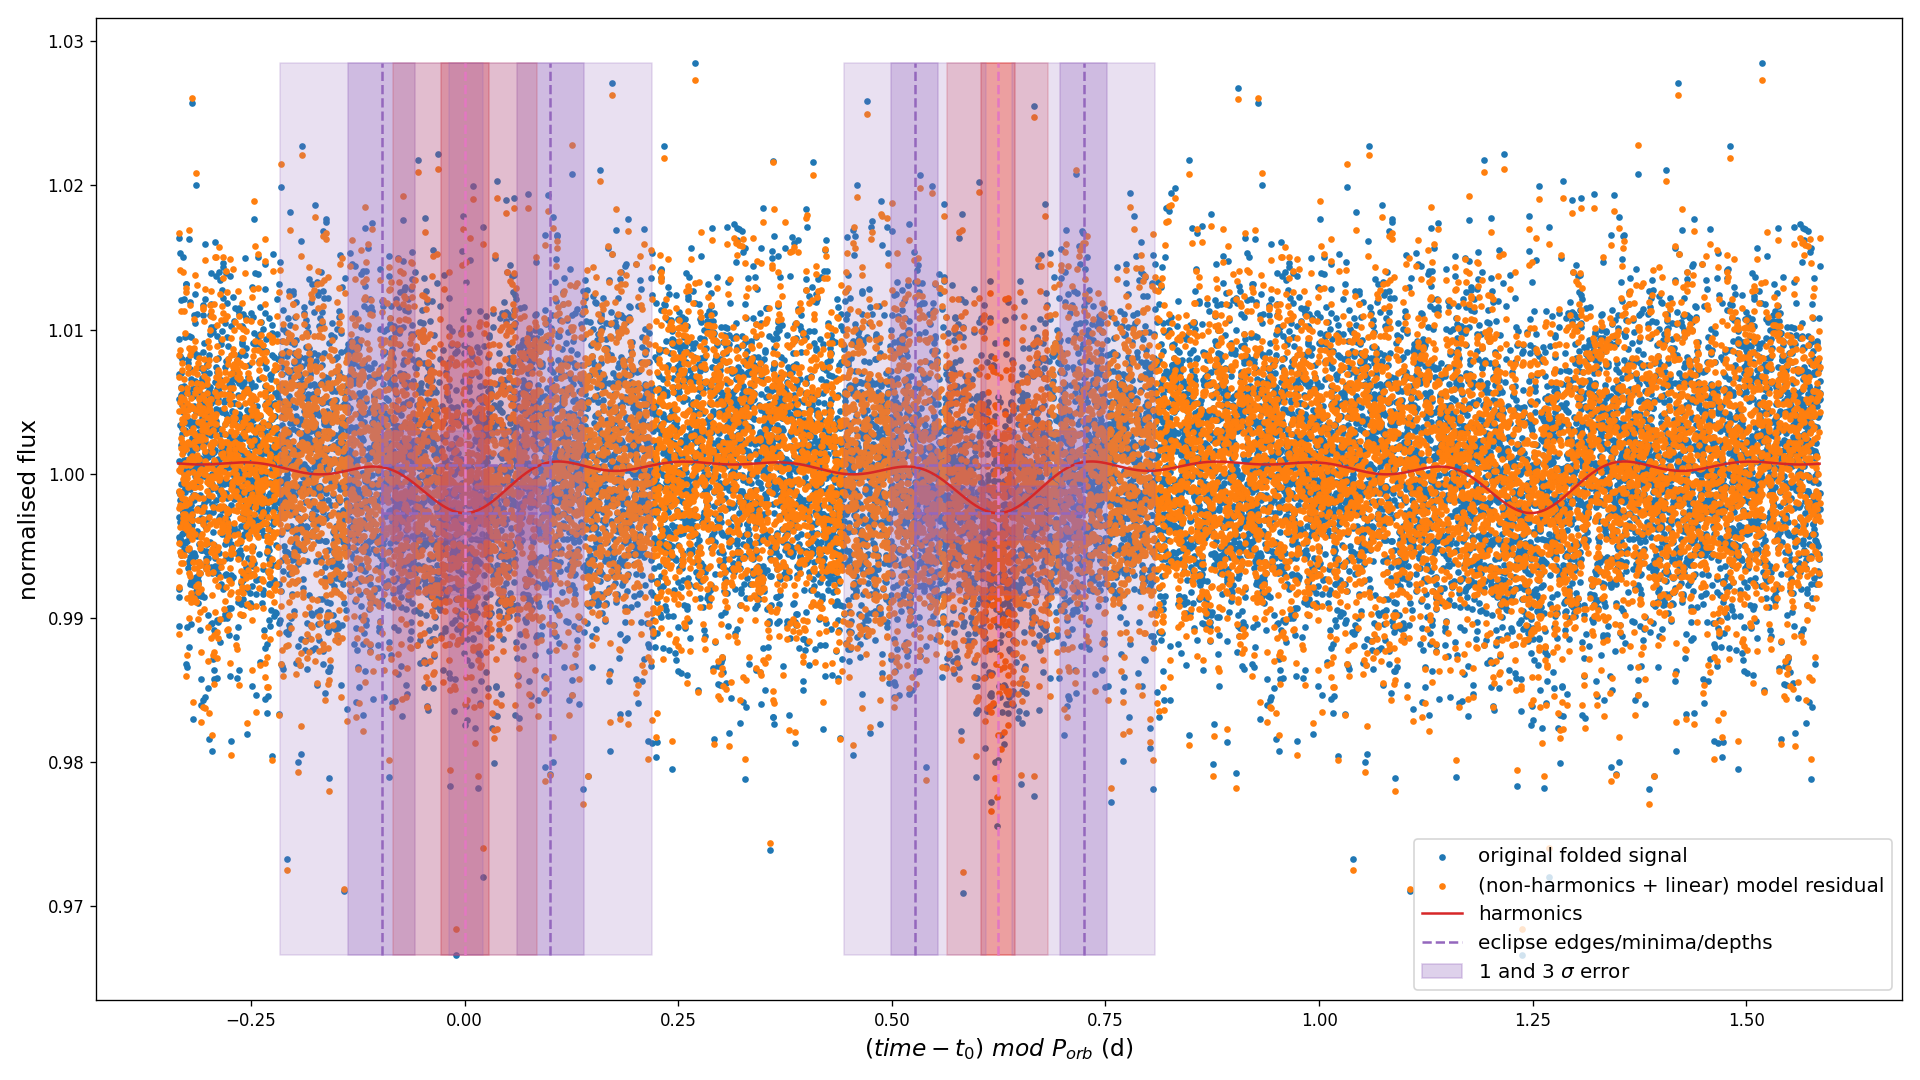 1.03
1.02
1.01
1.00
0.99
0.98
0.97
normalised flux
original folded signal
(non-harmonics + linear) model residual
harmonics
eclipse edges/minima/depths
1 and 3 σ error
−0.25 0.00 0.25 0.50 0.75 1.00 1.25 1.50
(time − t₀) mod Pₒᵣb (d)